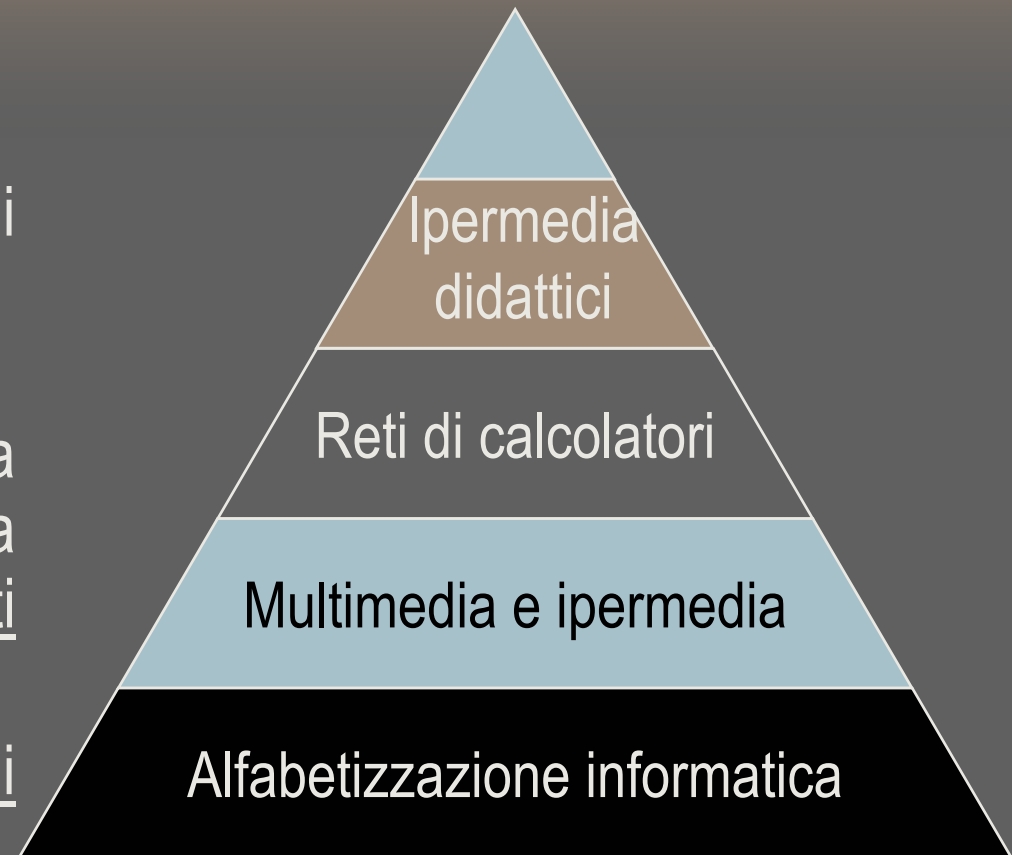 Ipermedia
didattici
Reti di calcolatori
Multimedia e ipermedia
Alfabetizzazione informatica